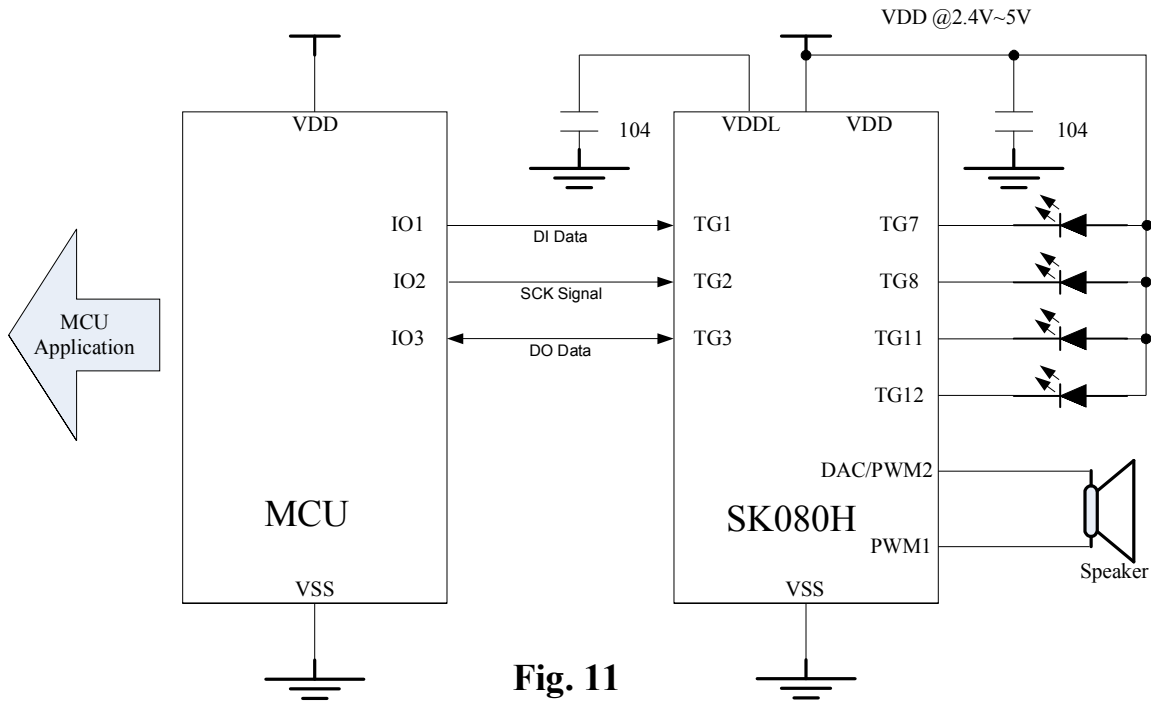 VDD @2.4V~5V
VDD
VDDL
VDD
104
104
IO1
DI Data
TG1
TG7
IO2
SCK Signal
TG2
TG8
MCU
Application
IO3
DO Data
TG3
TG11
TG12
DAC/PWM2
MCU
SK080H
PWM1
Speaker
VSS
VSS
Fig. 11